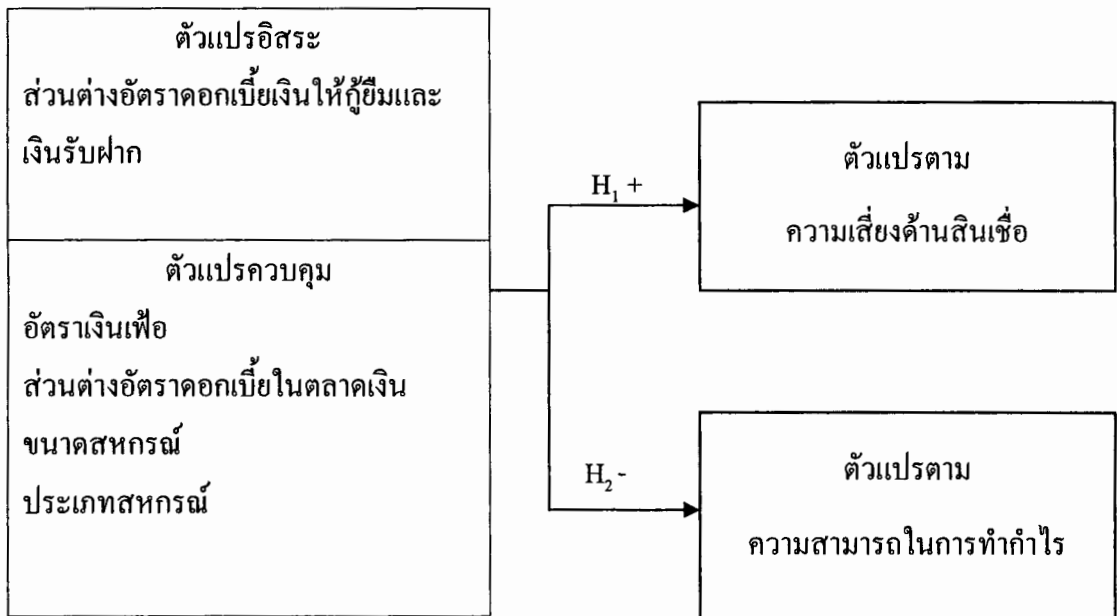 ตัวแปรอิสระ
ส่วนต่างอัตราดอกเบี้ยเงินให้กู้ยืมและ
เงินรับฝาก
ตัวแปรควบคุม
อัตราเงินเฟ้อ
ส่วนต่างอัตราดอกเบี้ยในตลาดเงิน
ขนาดสหกรณ์
ประเภทสหกรณ์
H₁ +
ตัวแปรตาม
ความเสี่ยงด้านสินเชื่อ
H₂ -
ตัวแปรตาม
ความสามารถในการทำกำไร